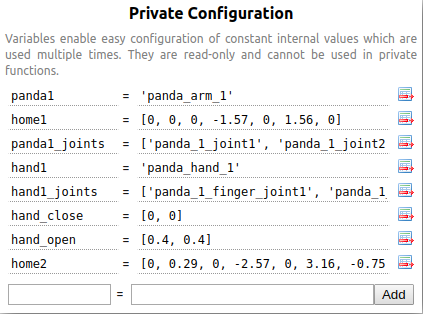 Private Configuration
Variables enable easy configuration of constant internal values which are
used multiple times. They are read-only and cannot be used in private
functions.
panda1 = 'panda_arm_1'
home1 = [0, 0, 0, -1.57, 0, 1.56, 0]
panda1_joints = ['panda_1_joint1', 'panda_1_joint2
hand1 = 'panda_hand_1'
hand1_joints = ['panda_1_finger_joint1', 'panda_1_
hand_close = [0, 0]
hand_open = [0.4, 0.4]
home2 = [0, 0.29, 0, -2.57, 0, 3.16, -0.75
= Add